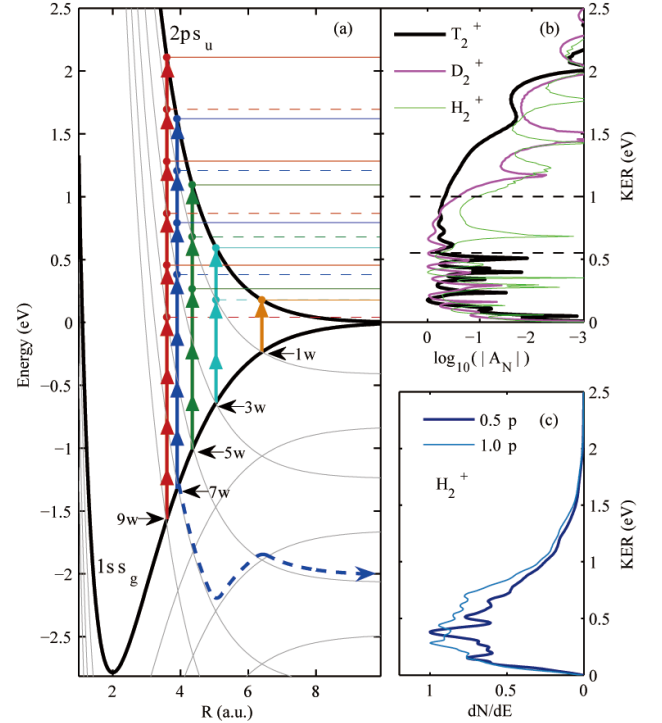 2ps u
(a)
2.5
2
1.5
1
0.5
0
−0.5
−1
−1.5
−2
−2.5
Energy (eV)
1w
3w
5w
7w
9w
1ss g
2
4
6
8
R (a.u.)
(b)
T2+
D2+
H2+
2.5
2
1.5
1
0.5
0
KER (eV)
0
-1
-2
-3
log10(| AN |)
(c)
0.5 p
1.0 p
H2+
2.5
2
1.5
1
0.5
0
KER (eV)
1
0.5
0
dN/dE